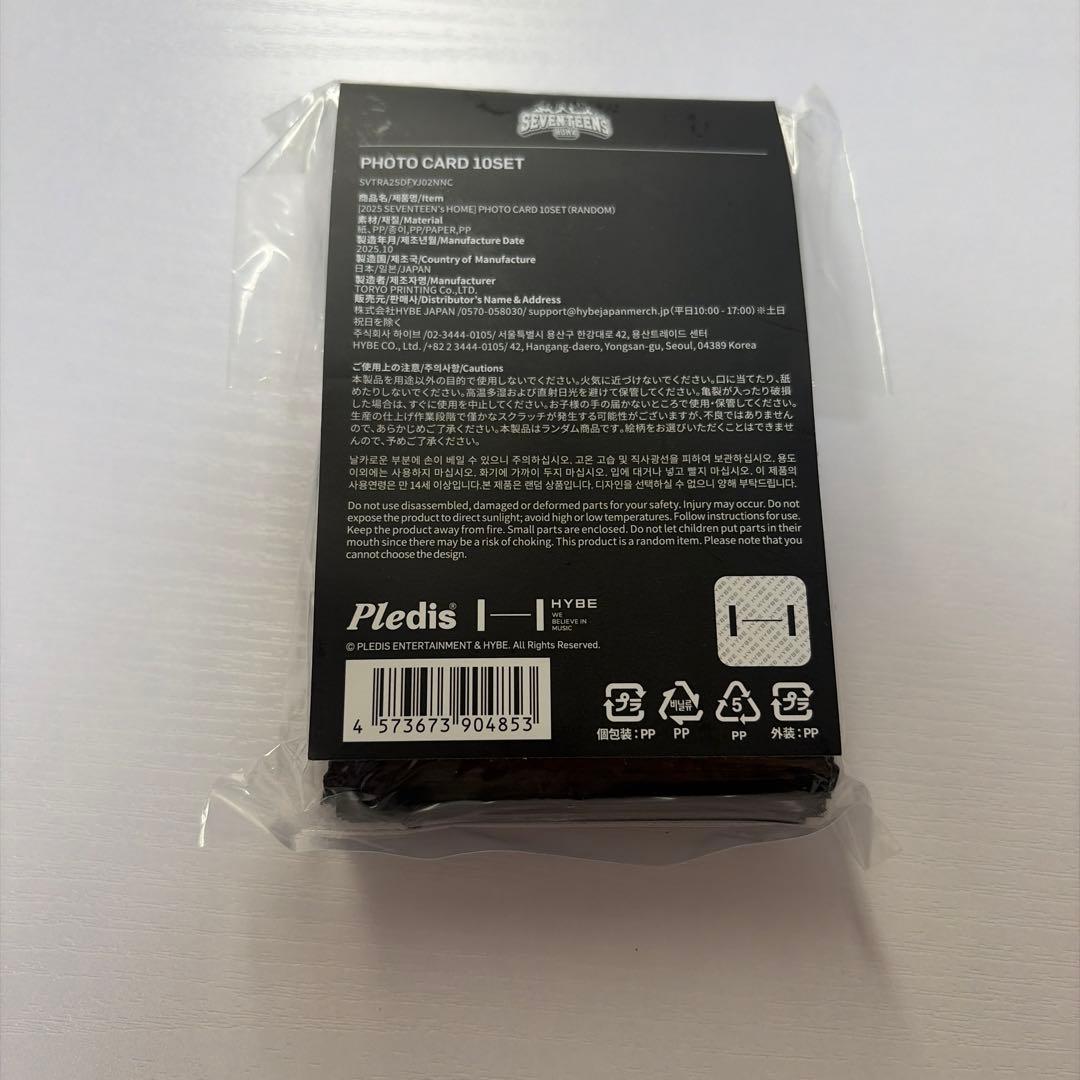 SEVENTEEN'S
HOME
PHOTO CARD 10SET
SVTRA25DFYJ02NNC
商品名/제품명/Item
[2025 SEVENTEEN's HOME] PHOTO CARD 10SET(RANDOM)
素材/재질/Material
紙、PP/종이,PP/PAPER,PP
製造年月/제조년월/Manufacture Date
2025.10
製造国/제조국/Country of Manufacture
日本/일본/JAPAN
製造者/제조자명/Manufacturer
TORYO PRINTING Co.,LTD.
販売元/판매사/Distributor's Name & Address
株式会社HYBE JAPAN /0570-058030/ support@hybejapanmerch.jp(平日10:00 - 17:00)※土日
祝日を除く
주식회사 하이브 /02-3444-0105/ 서울특별시 용산구 한강대로 42, 용산트레이드 센터
HYBE CO., Ltd. /+82 2 3444-0105/ 42, Hangang-daero, Yongsan-gu, Seoul, 04389 Korea
ご使用上の注意/주의사항/Cautions
本製品を用途以外の目的で使用しないでください。火気に近づけないでください。口に当てたり、舐
めたりしないでください。高温多湿および直射日光を避けて保管してください。亀裂が入ったり破損
した場合は、すぐに使用を中止してください。お子様の手の届かないところで使用・保管してください。
生産の仕上げ作業段階で僅かなスクラッチが発生する可能性がございますが、不良ではありません
ので、あらかじめご了承ください。本製品はランダム商品です。絵柄をお選びいただくことはできませ
んので、予めご了承ください。
날카로운 부분에 손이 베일 수 있으니 주의하십시오. 고온 고습 및 직사광선을 피하여 보관하십시오. 용도
이외에는 사용하지 마십시오. 화기에 가까이 두지 마십시오. 입에 대거나 넣고 빨지 마십시오. 이 제품의
사용연령은 만 14세 이상입니다.본 제품은 랜덤 상품입니다. 디자인을 선택하실 수 없으니 양해 부탁드립니다.
Do not use disassembled, damaged or deformed parts for your safety. Injury may occur. Do not
expose the product to direct sunlight; avoid high or low temperatures. Follow instructions for use.
Keep the product away from fire. Small parts are enclosed. Do not let children put parts in their
mouth since there may be a risk of choking. This product is a random item. Please note that you
cannot choose the design.
Pledis® HYBE
WE
BELIEVE IN
MUSIC
© PLEDIS ENTERTAINMENT & HYBE. All Rights Reserved.
4 573673 904853
プラ 비닐류 5 プラ
個包装:PP PP PP 外装:PP